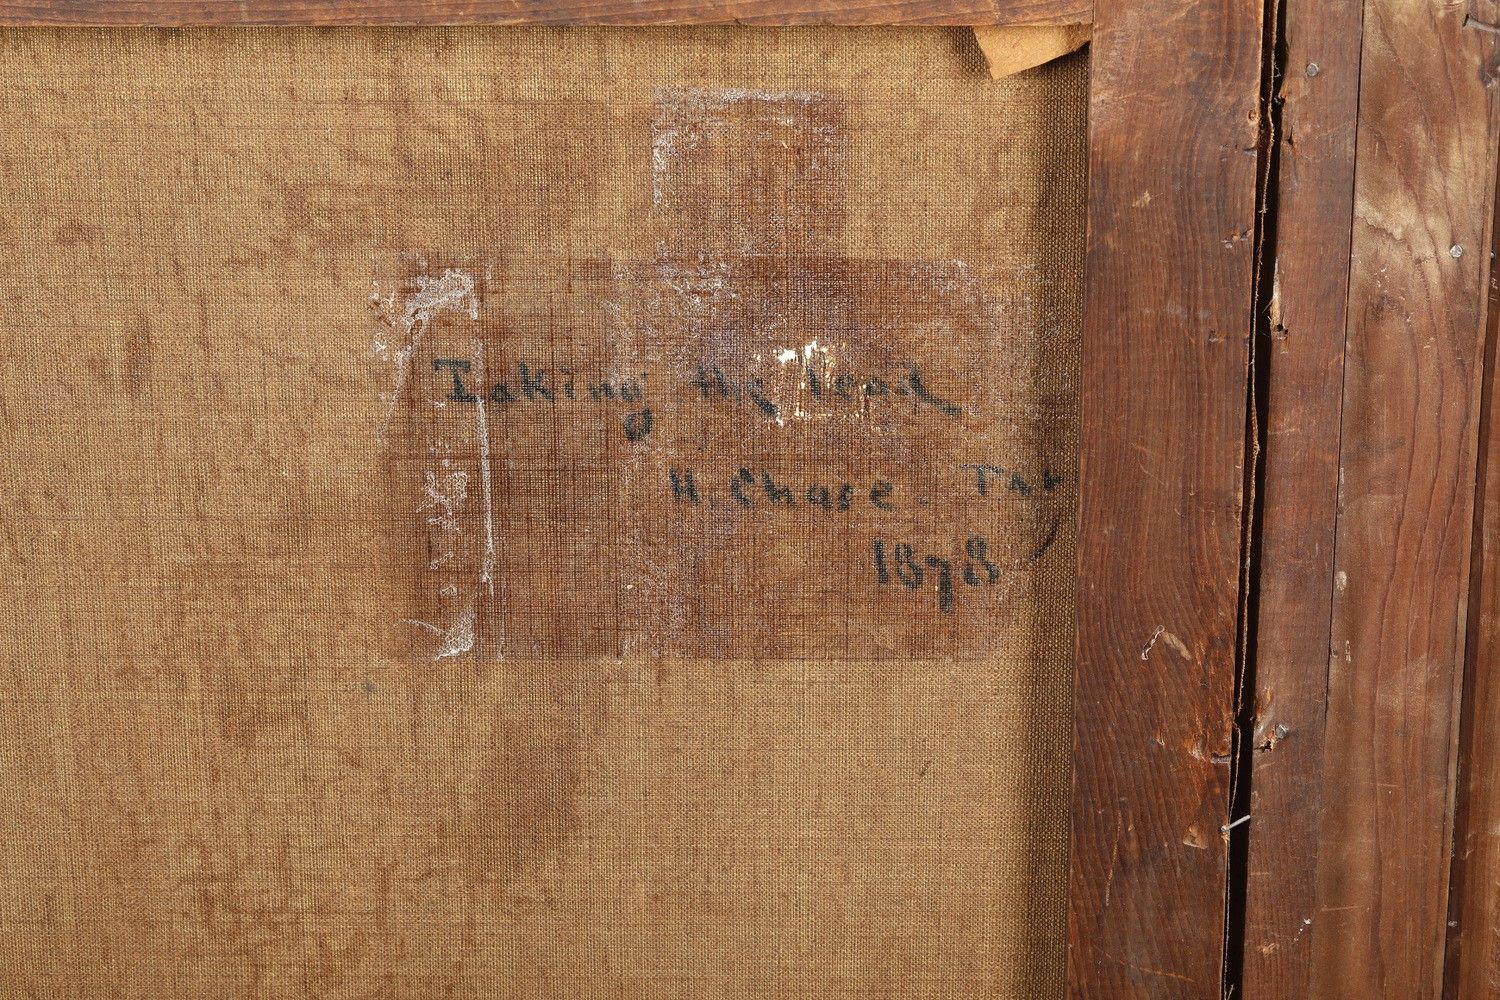 Taking the lead
H. Chase.
1878